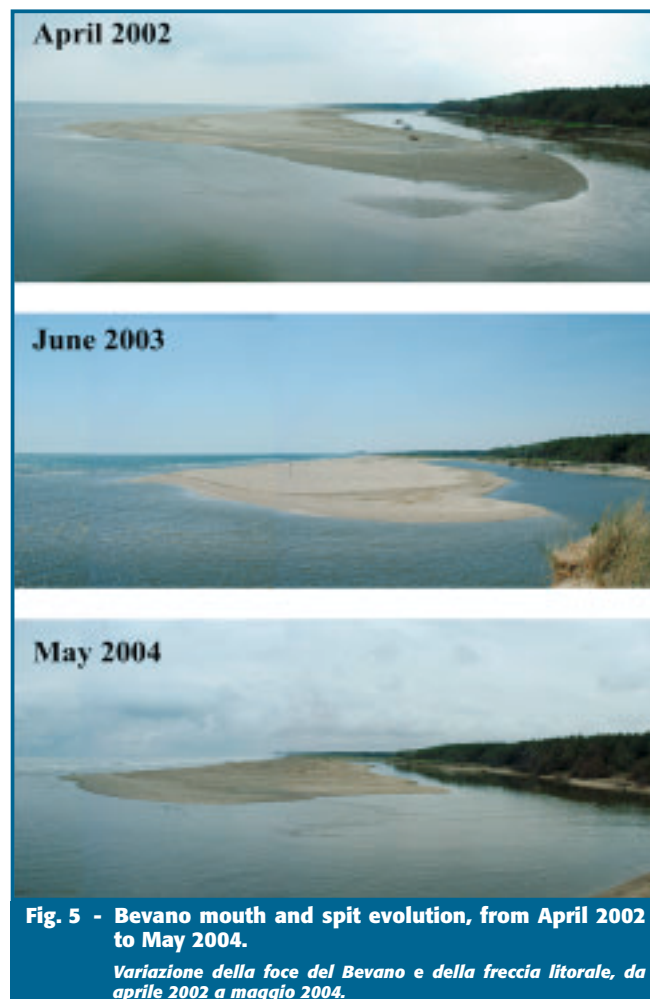 April 2002
June 2003
May 2004
Fig. 5 - Bevano mouth and spit evolution, from April 2002
to May 2004.
Variazione della foce del Bevano e della freccia litorale, da
aprile 2002 a maggio 2004.